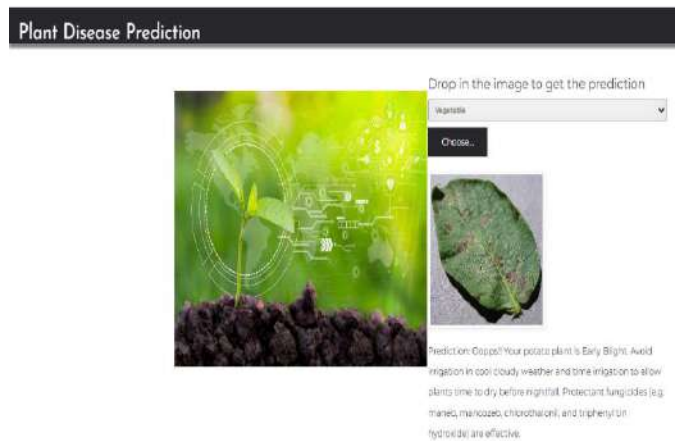 Plant Disease Prediction
Drop in the image to get the prediction
Vegetable
Choose...
Prediction: Oopps!! Your potato plant is Early Blight. Avoid
irrigation in cool cloudy weather and time irrigation to allow
plants time to dry before nightfall. Protectant fungicides (e.g.
maneb, mancozeb, chlorothalonil, and triphenyl tin
hydroxide) are effective.